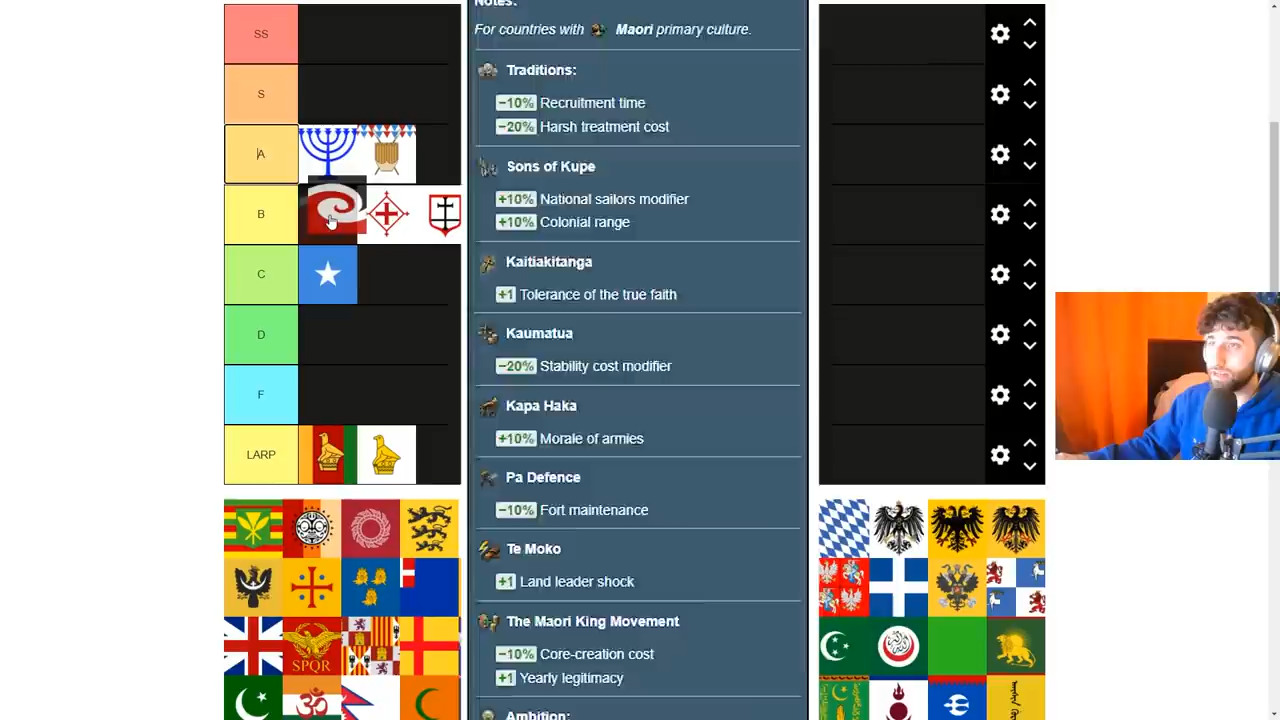 Notes:
For countries with Maori primary culture.
Traditions:
−10% Recruitment time
−20% Harsh treatment cost
Sons of Kupe
+10% National sailors modifier
+10% Colonial range
Kaitiakitanga
+1 Tolerance of the true faith
Kaumatua
−20% Stability cost modifier
Kapa Haka
+10% Morale of armies
Pa Defence
−10% Fort maintenance
Te Moko
+1 Land leader shock
The Maori King Movement
−10% Core-creation cost
+1 Yearly legitimacy
Ambition:
SS
S
A
B
C
D
F
LARP
SPQR